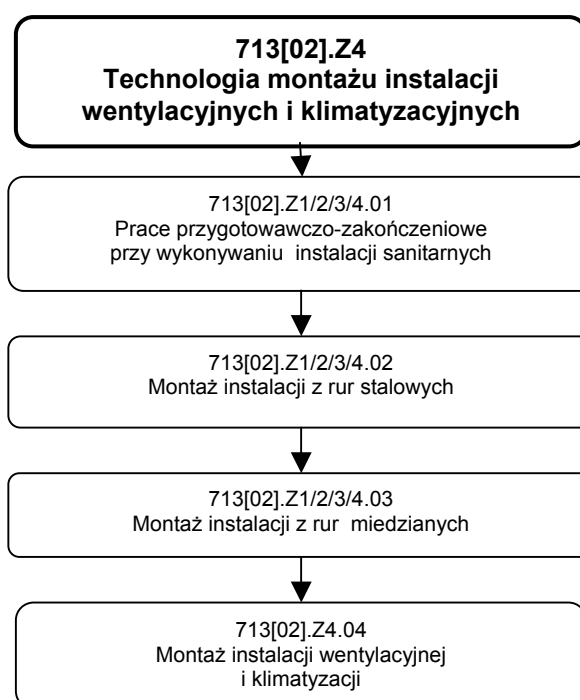 713[02].Z4
Technologia montażu instalacji
wentylacyjnych i klimatyzacyjnych
713[02].Z1/2/3/4.01
Prace przygotowawczo-zakończeniowe
przy wykonywaniu instalacji sanitarnych
713[02].Z1/2/3/4.02
Montaż instalacji z rur stalowych
713[02].Z1/2/3/4.03
Montaż instalacji z rur miedzianych
713[02].Z4.04
Montaż instalacji wentylacyjnej
i klimatyzacji